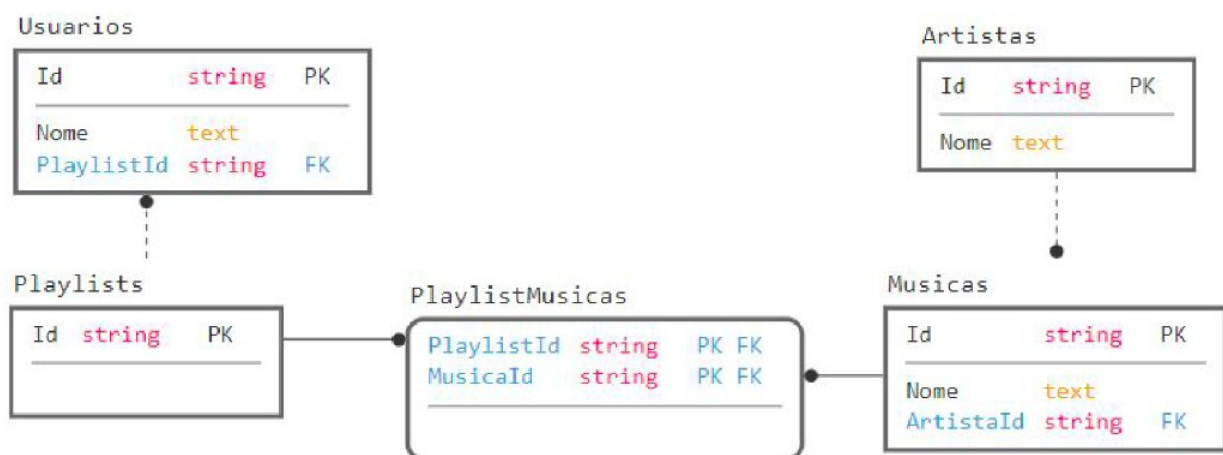 Usuarios
Id string PK
Nome text
PlaylistId string FK
Artistas
Id string PK
Nome text
Playlists
Id string PK
PlaylistMusicas
PlaylistId string PK FK
MusicaId string PK FK
Musicas
Id string PK
Nome text
ArtistaId string FK